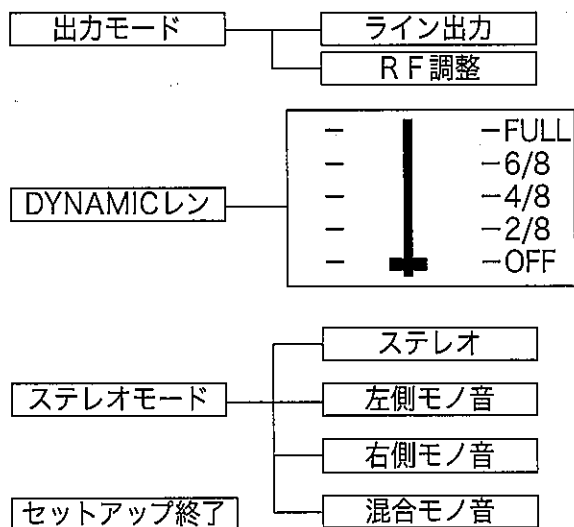 出力モード
ライン出力
ＲＦ調整
DYNAMICレン
－ －FULL
－ －6/8
－ －4/8
－ －2/8
－ －OFF
ステレオモード
ステレオ
左側モノ音
右側モノ音
混合モノ音
セットアップ終了